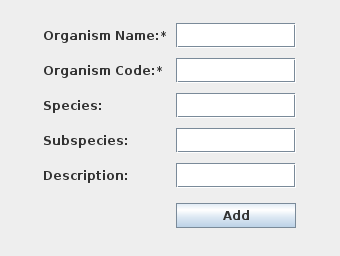 Organism Name:*
Organism Code:*
Species:
Subspecies:
Description:
Add